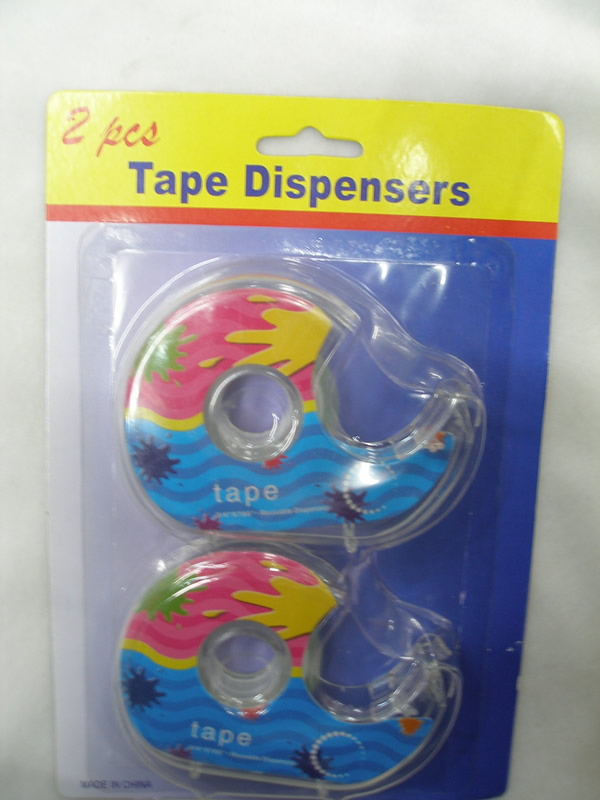 2 pcs
Tape Dispensers
tape
tape
MADE IN CHINA